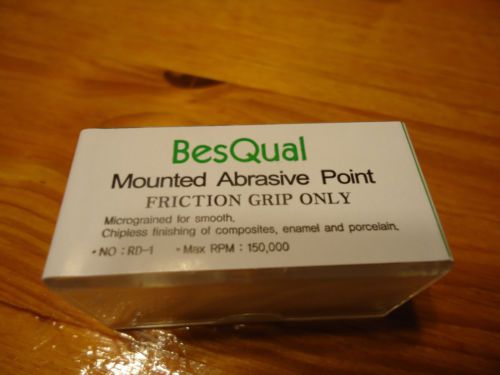 BesQual
Mounted Abrasive Point
FRICTION GRIP ONLY
Micrograined for smooth.
Chipless finishing of composites, enamel and porcelain.
• NO : RD-1 • Max RPM : 150,000